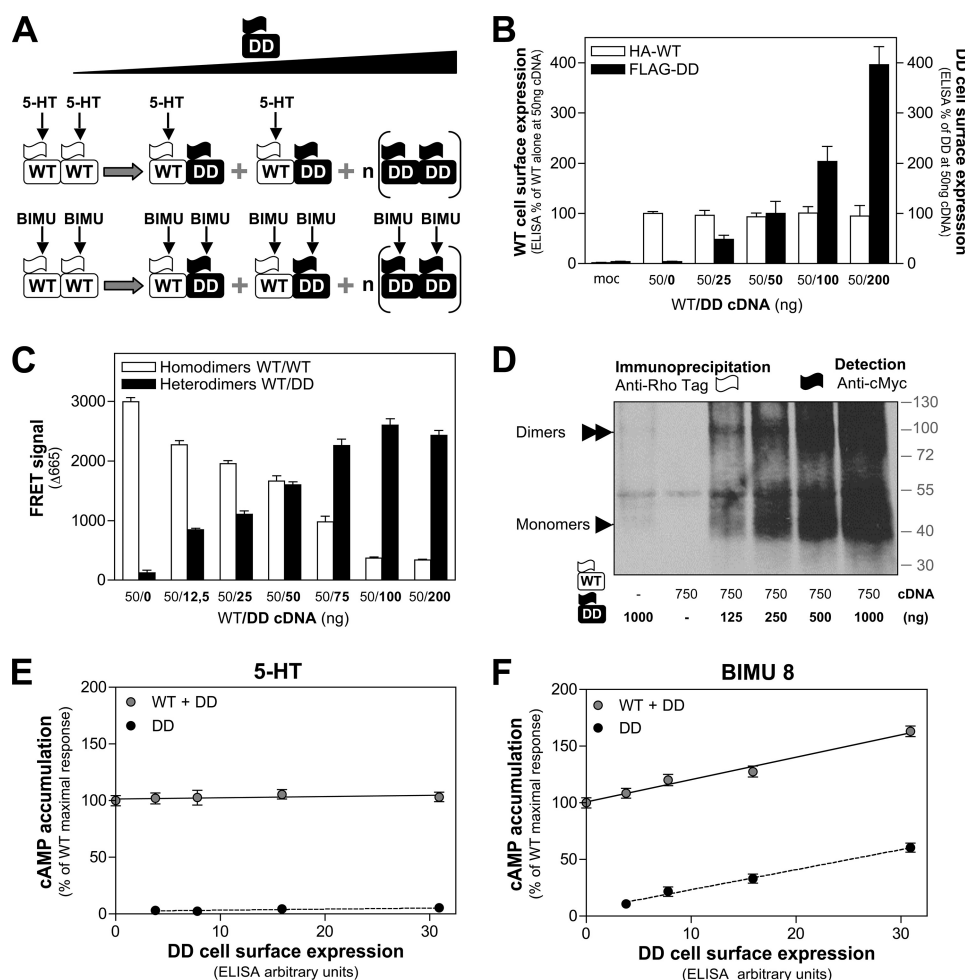 A
DD
5-HT 5-HT 5-HT 5-HT
WT WT WT DD + WT DD + n DD DD
BIMU BIMU BIMU BIMU BIMU BIMU BIMU BIMU
WT WT WT DD + WT DD + n DD DD
B
HA-WT
FLAG-DD
WT cell surface expression
(ELISA % of WT alone at 50ng cDNA)
400
300
200
100
0
400
300
200
100
0
DD cell surface expression
(ELISA % of DD at 50ng cDNA)
moc 50/0 50/25 50/50 50/100 50/200
WT/DD cDNA (ng)
C
Homodimers WT/WT
Heterodimers WT/DD
FRET signal
(Δ665)
3000
2000
1000
0
50/0 50/12,5 50/25 50/50 50/75 50/100 50/200
WT/DD cDNA (ng)
D
Immunoprecipitation Detection
Anti-Rho Tag Anti-cMyc
130
Dimers 100
72
55
Monomers 40
30
WT - 750 750 750 750 750 cDNA
DD 1000 - 125 250 500 1000 (ng)
E
5-HT
WT + DD
DD
cAMP accumulation
(% of WT maximal response)
200
150
100
50
0
0 10 20 30
DD cell surface expression
(ELISA arbitrary units)
F
BIMU 8
WT + DD
DD
cAMP accumulation
(% of WT maximal response)
200
150
100
50
0
0 10 20 30
DD cell surface expression
(ELISA arbitrary units)